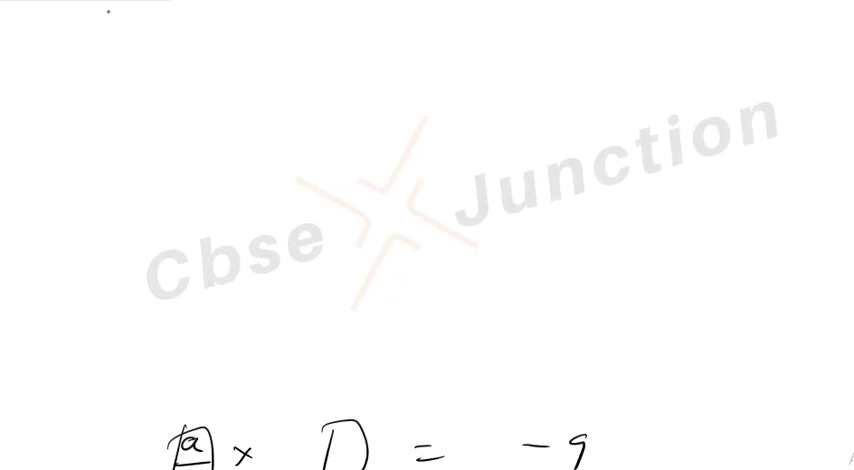 Cbse Junction
a × D = -9